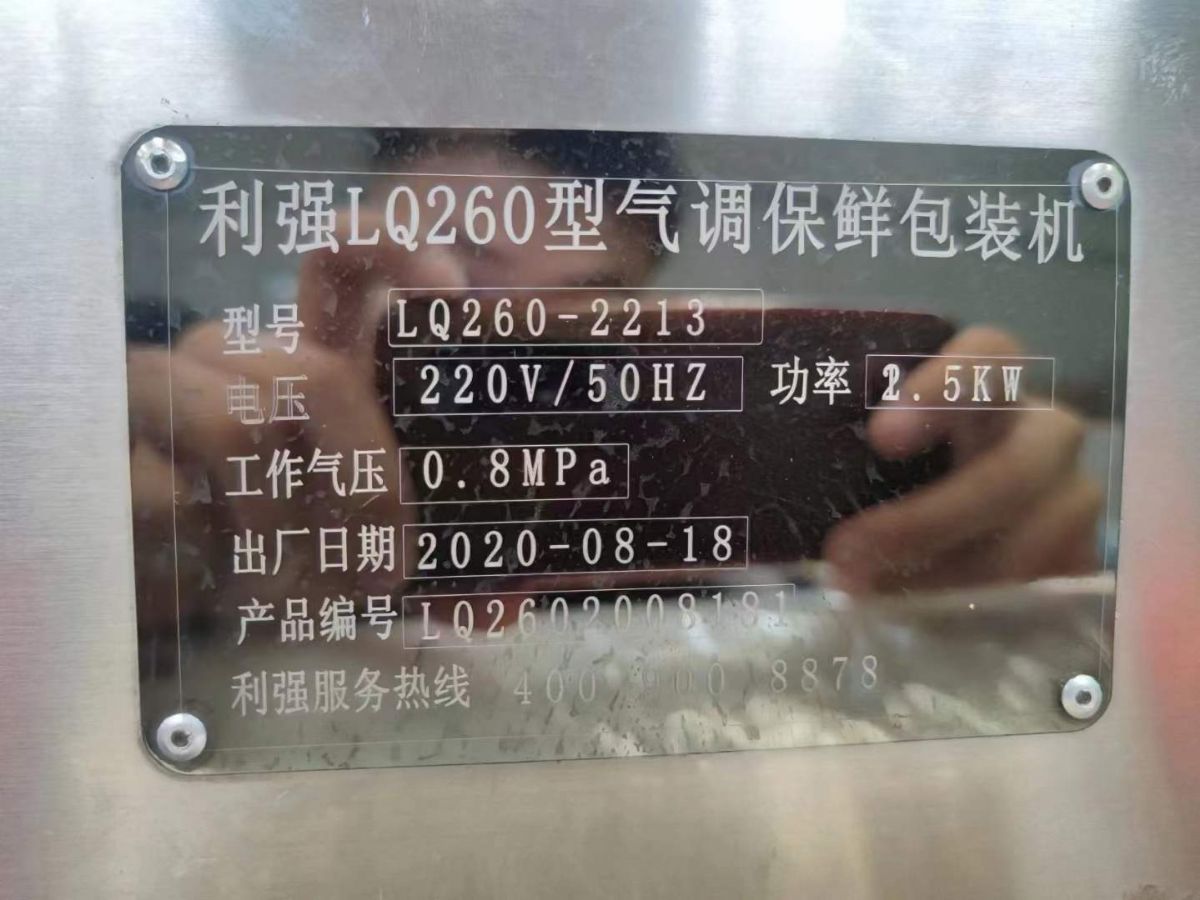 利强LQ260型气调保鲜包装机
型号 LQ260-2213
电压 220V/50HZ 功率 .5KW
工作气压 0.8MPa
出厂日期 2020-08-18
产品编号 LQ2602008181
利强服务热线 400 900 8878